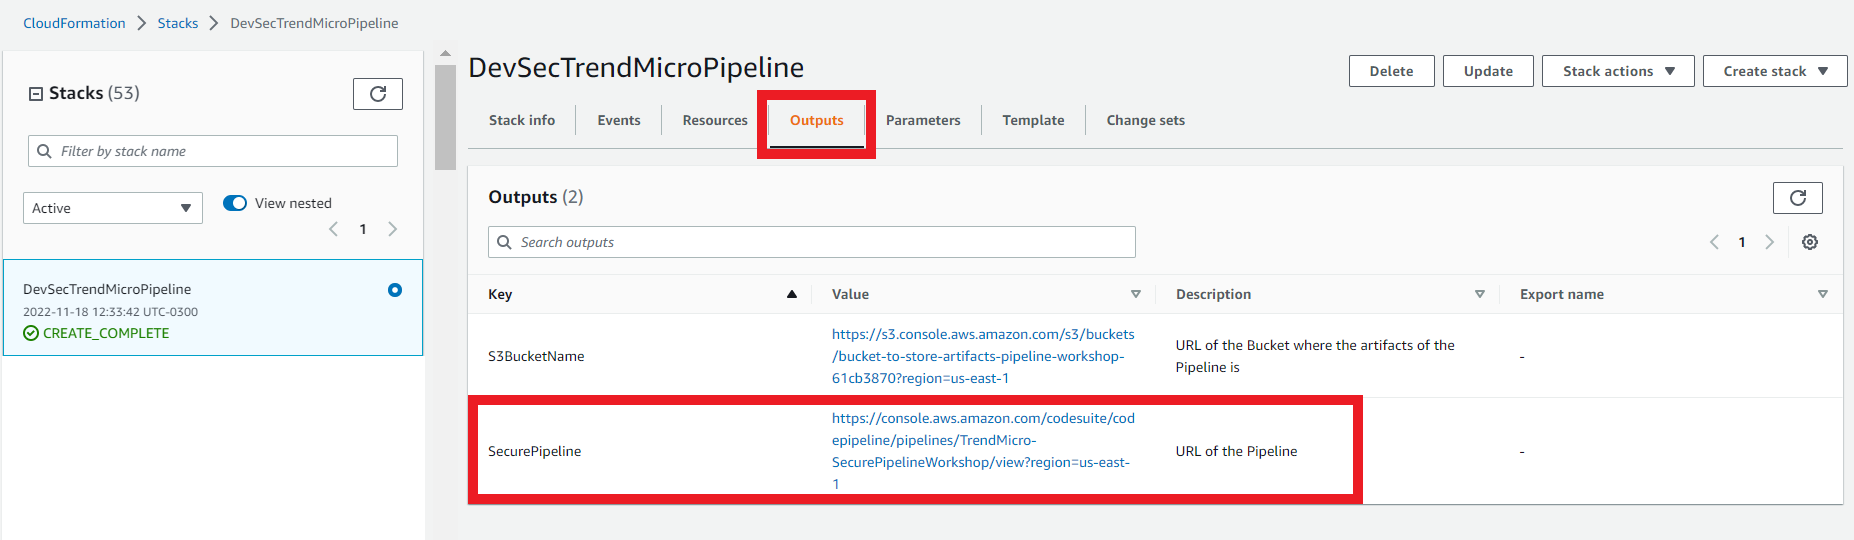 CloudFormation > Stacks > DevSecTrendMicroPipeline
Stacks (53)
Filter by stack name
Active
View nested
1
DevSecTrendMicroPipeline
2022-11-18 12:33:42 UTC-0300
CREATE_COMPLETE
DevSecTrendMicroPipeline
Delete
Update
Stack actions
Create stack
Stack info
Events
Resources
Outputs
Parameters
Template
Change sets
Outputs (2)
Search outputs
1
Key
Value
Description
Export name
S3BucketName
https://s3.console.aws.amazon.com/s3/buckets
/bucket-to-store-artifacts-pipeline-workshop-
61cb3870?region=us-east-1
URL of the Bucket where the artifacts of the
Pipeline is
-
SecurePipeline
https://console.aws.amazon.com/codesuite/cod
epipeline/pipelines/TrendMicro-
SecurePipelineWorkshop/view?region=us-east-
1
URL of the Pipeline
-